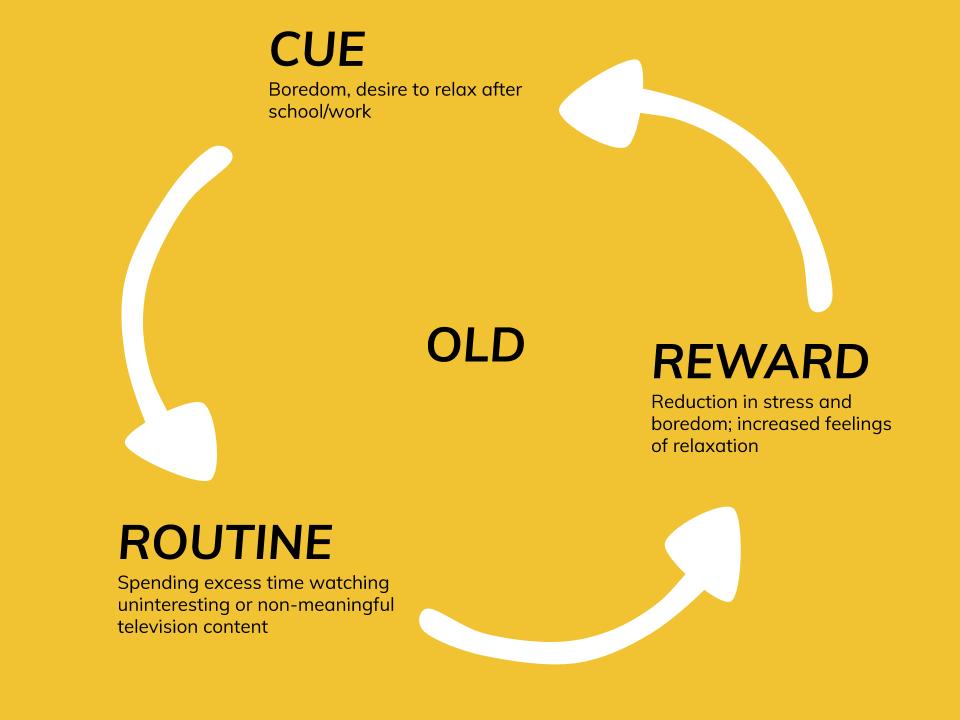 CUE
Boredom, desire to relax after
school/work
OLD
REWARD
Reduction in stress and
boredom; increased feelings
of relaxation
ROUTINE
Spending excess time watching
uninteresting or non-meaningful
television content